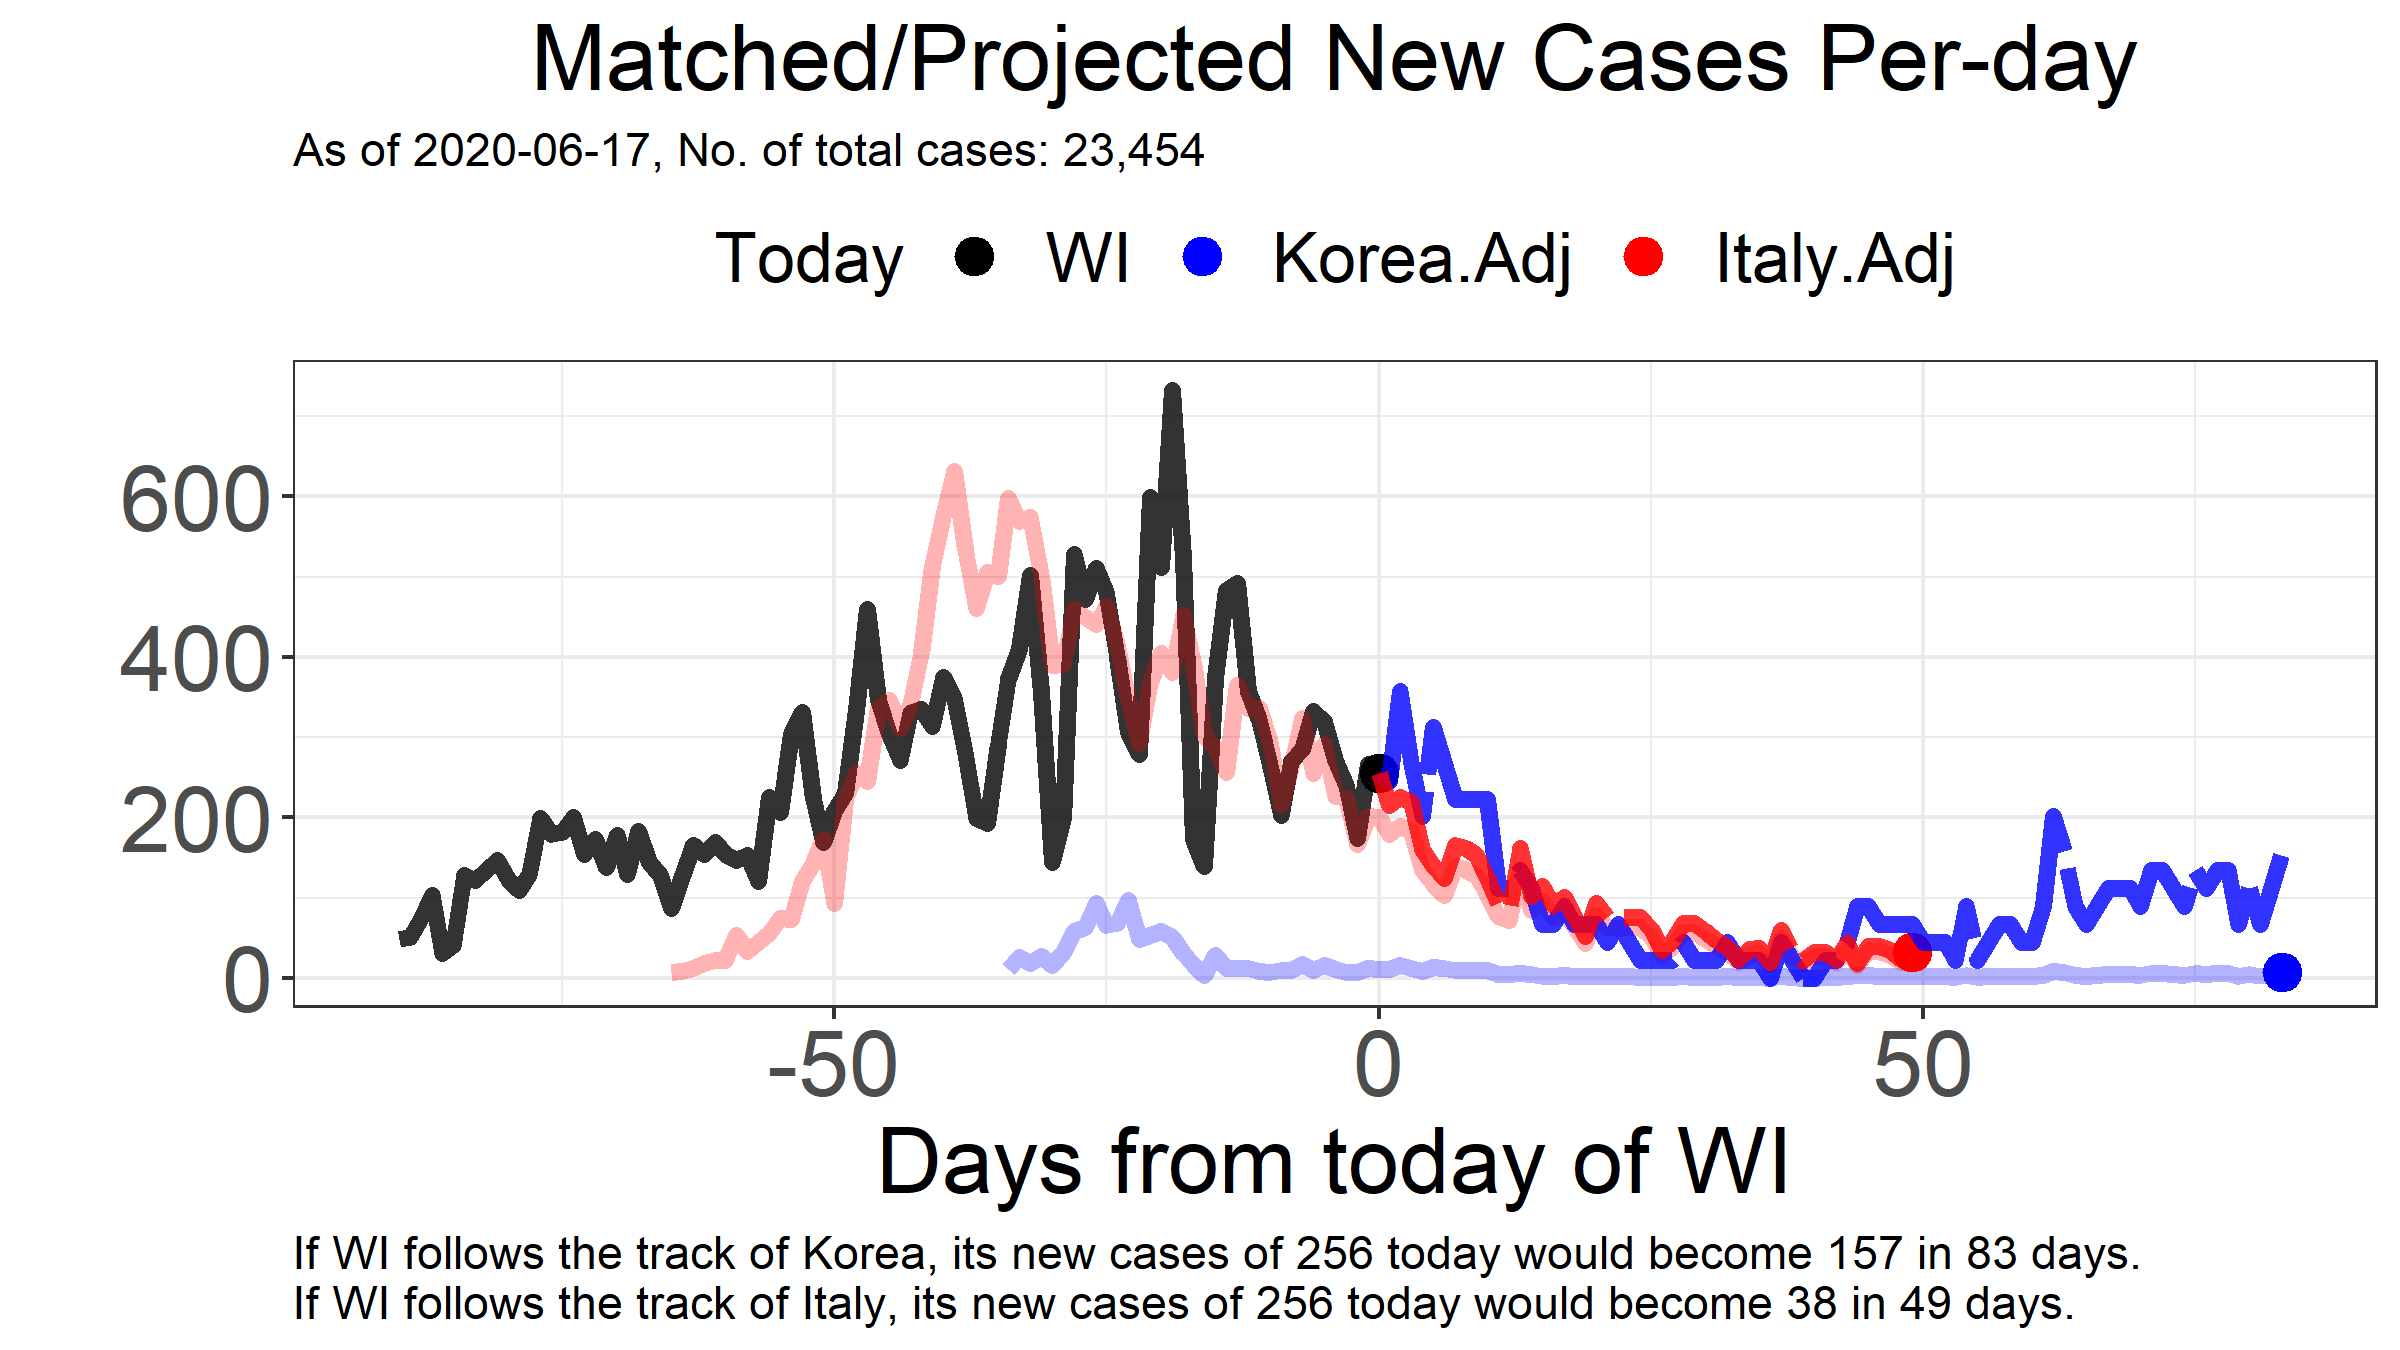 Matched/Projected New Cases Per-day
As of 2020-06-17, No. of total cases: 23,454
Today WI Korea.Adj Italy.Adj
600
400
200
0
-50 0 50
Days from today of WI
If WI follows the track of Korea, its new cases of 256 today would become 157 in 83 days.
If WI follows the track of Italy, its new cases of 256 today would become 38 in 49 days.